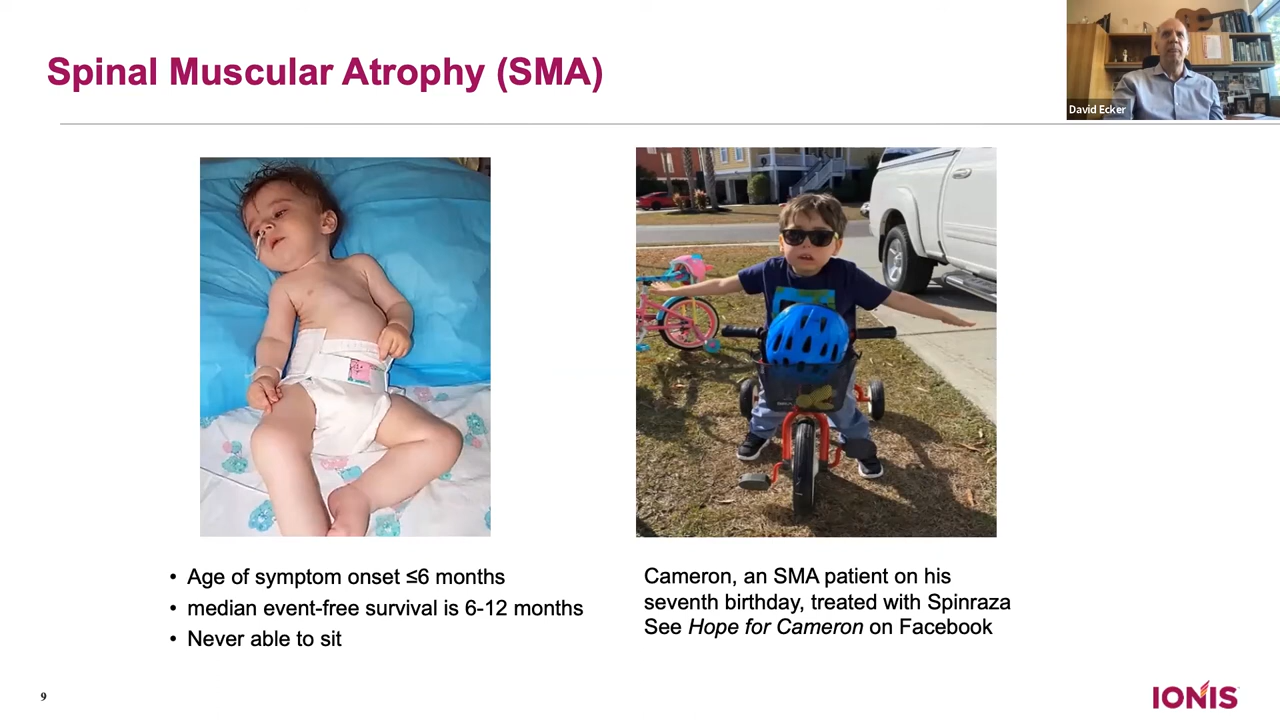 Spinal Muscular Atrophy (SMA)
David Ecker
• Age of symptom onset ≤6 months
• median event-free survival is 6-12 months
• Never able to sit
Cameron, an SMA patient on his
seventh birthday, treated with Spinraza
See Hope for Cameron on Facebook
9
IONIS